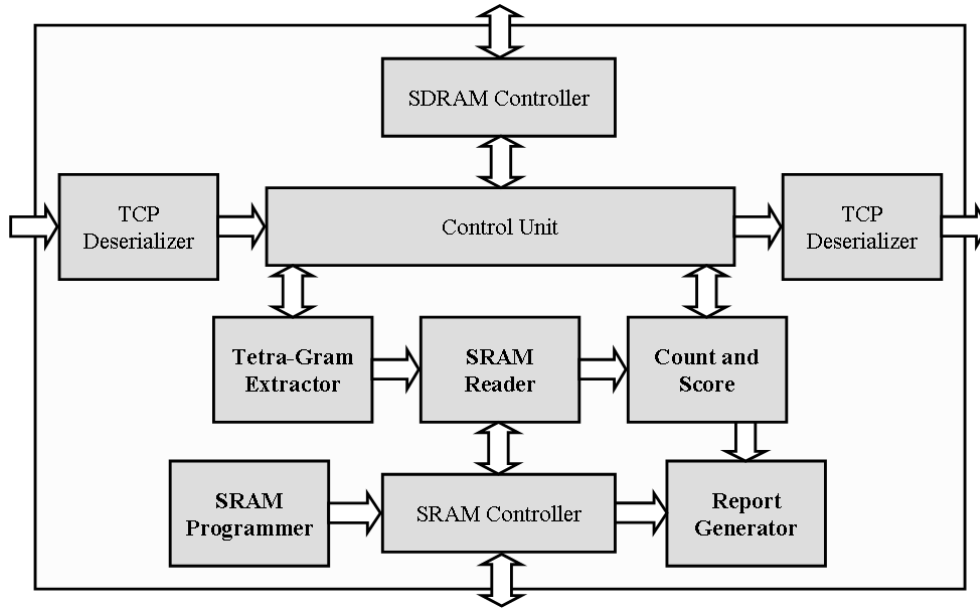 SDRAM Controller
TCP
Deserializer
Control Unit
TCP
Deserializer
Tetra-Gram
Extractor
SRAM
Reader
Count and
Score
SRAM
Programmer
SRAM Controller
Report
Generator